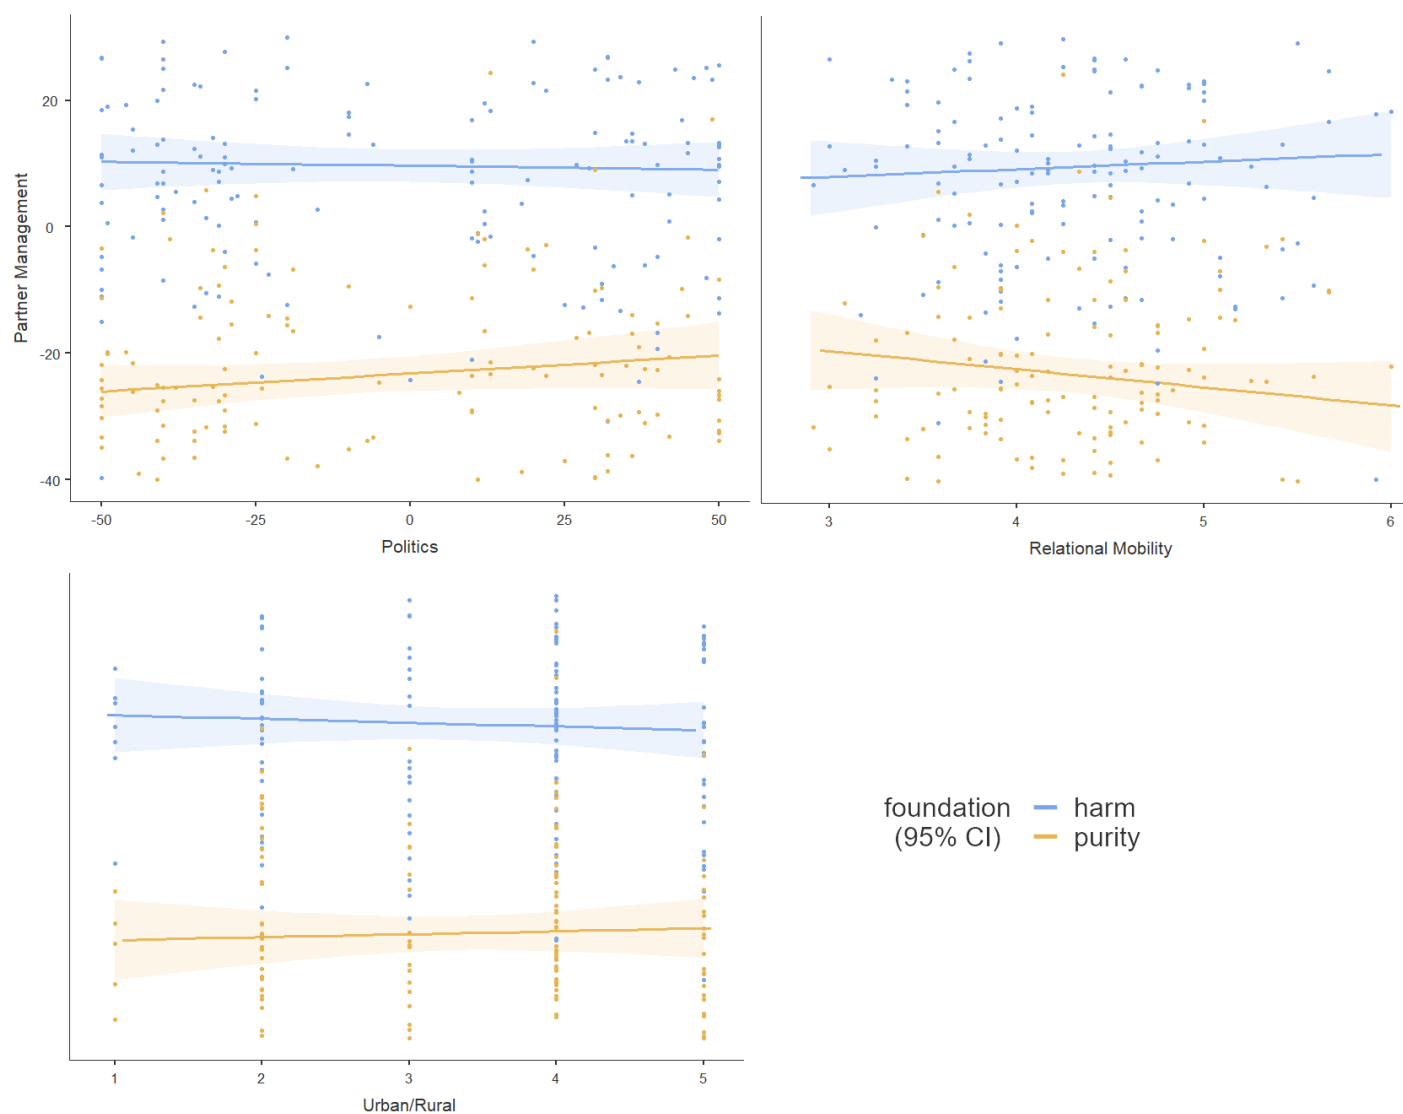 Partner Management
20
0
-20
-40
-50
-25
0
25
50
Politics
3
4
5
6
Relational Mobility
1
2
3
4
5
Urban/Rural
foundation
(95% CI)
harm
purity